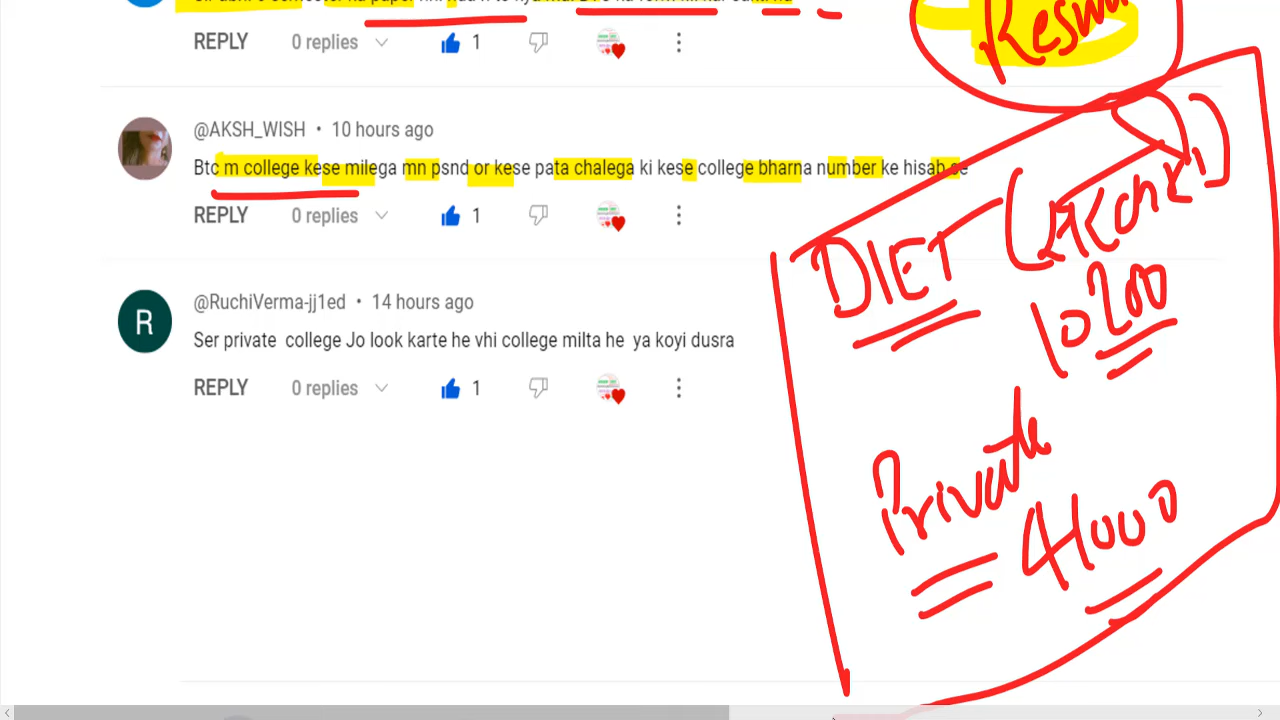 REPLY 0 replies 1
@AKSH_WISH • 10 hours ago
Btc m college kese milega mn psnd or kese pata chalega ki kese college bharna number ke hisab se
REPLY 0 replies 1
DIET
10200
R
@RuchiVerma-jj1ed • 14 hours ago
Ser private college Jo look karte he vhi college milta he ya koyi dusra
REPLY 0 replies 1
Private
41000